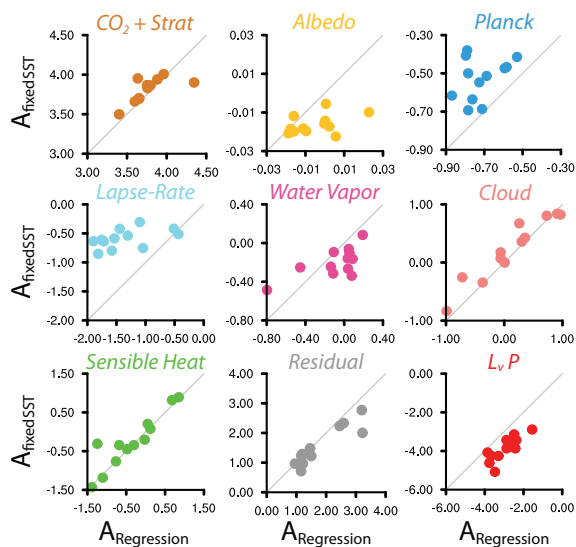 CO2 + Strat
Albedo
Planck
AfixedSST
4.50 4.00 3.50 3.00
3.00 3.50 4.00 4.50
0.03 0.01 -0.01 -0.03
-0.03 -0.01 0.01 0.03
-0.10 -0.30 -0.50 -0.70 -0.90
-0.90 -0.70 -0.50 -0.30 -0.10
Lapse-Rate
Water Vapor
Cloud
AfixedSST
0.00 -0.50 -1.00 -1.50 -2.00
-2.00 -1.50 -1.00 -0.50 0.00
0.40 0.00 -0.40 -0.80
-0.80 -0.40 0.00 0.40
1.00 0.00 -1.00
-1.00 0.00 1.00
Sensible Heat
Residual
Lv P
AfixedSST
1.50 0.50 -0.50 -1.50
-1.50 -0.50 0.50 1.50
4.00 3.00 2.00 1.00 0.00
0.00 1.00 2.00 3.00 4.00
0.00 -2.00 -4.00 -6.00
-6.00 -4.00 -2.00 0.00
ARegression
ARegression
ARegression